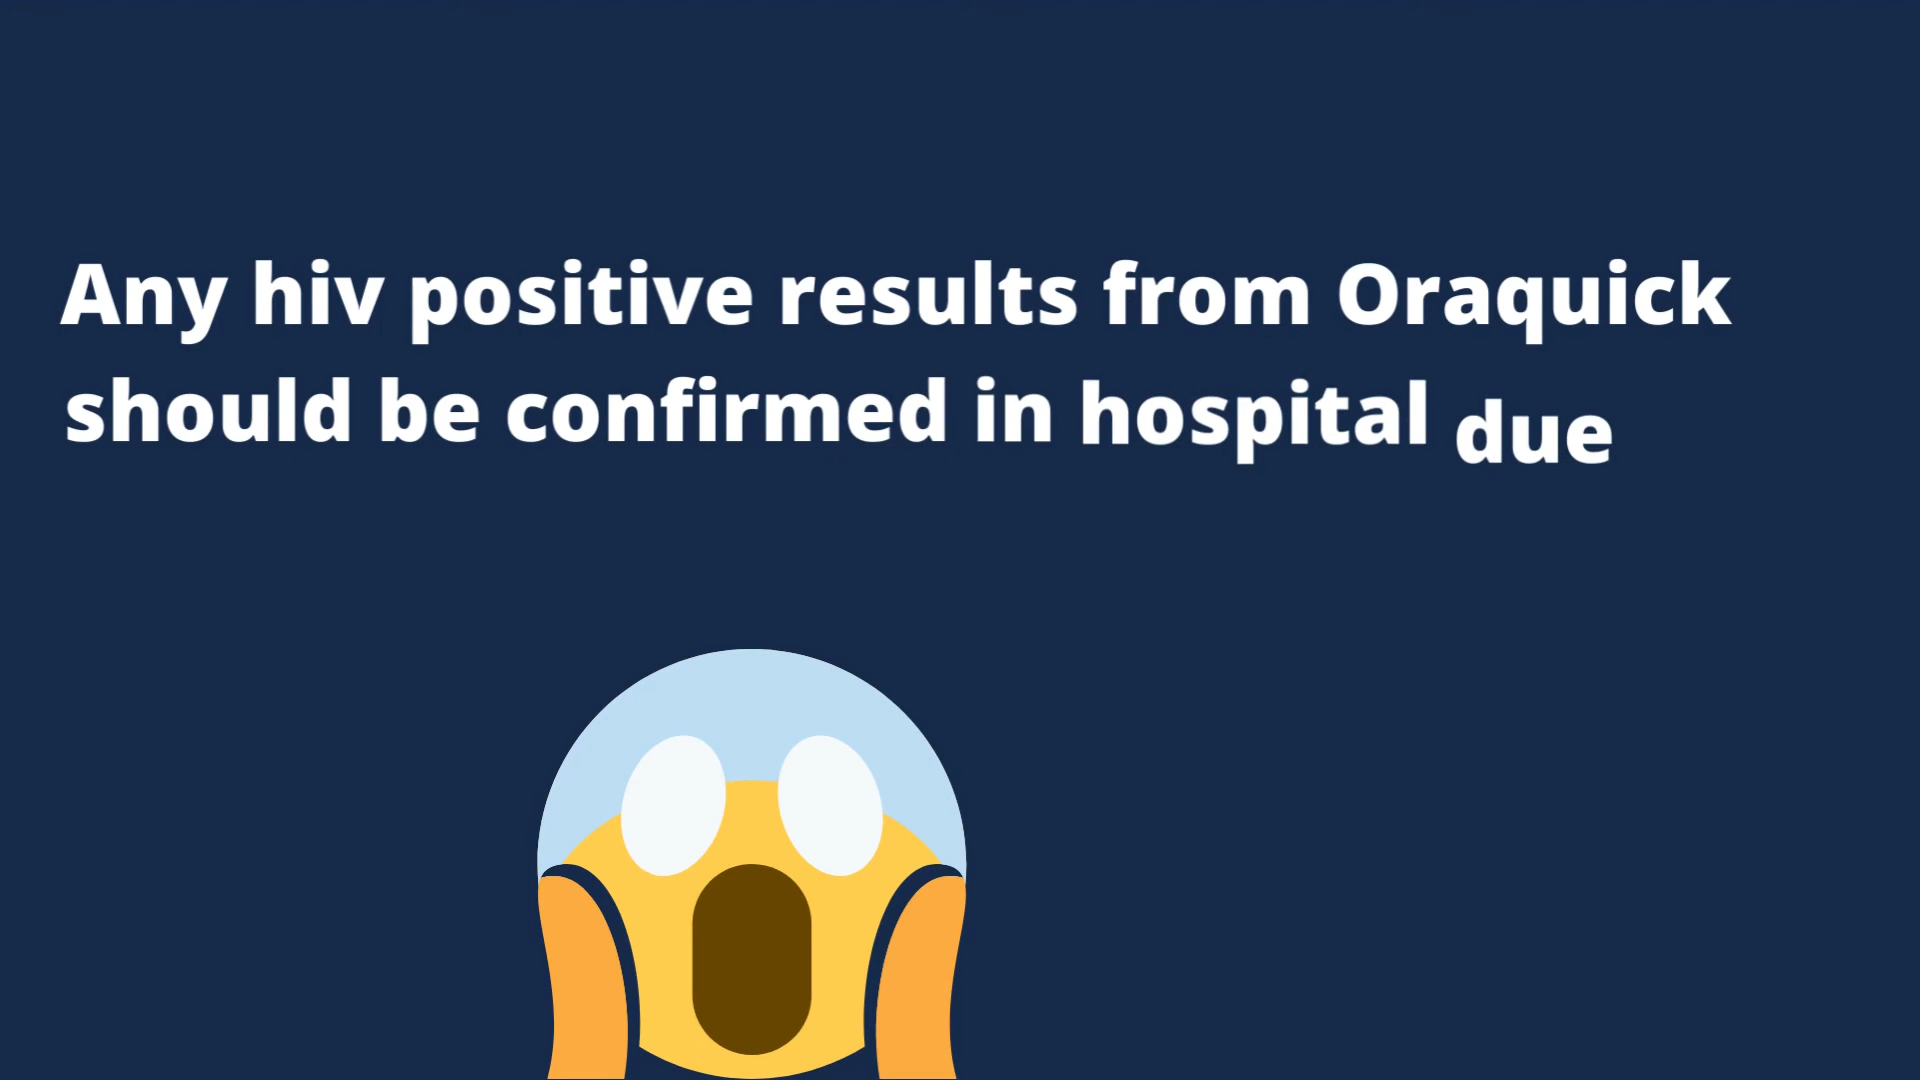 Any hiv positive results from Oraquick
should be confirmed in hospital due